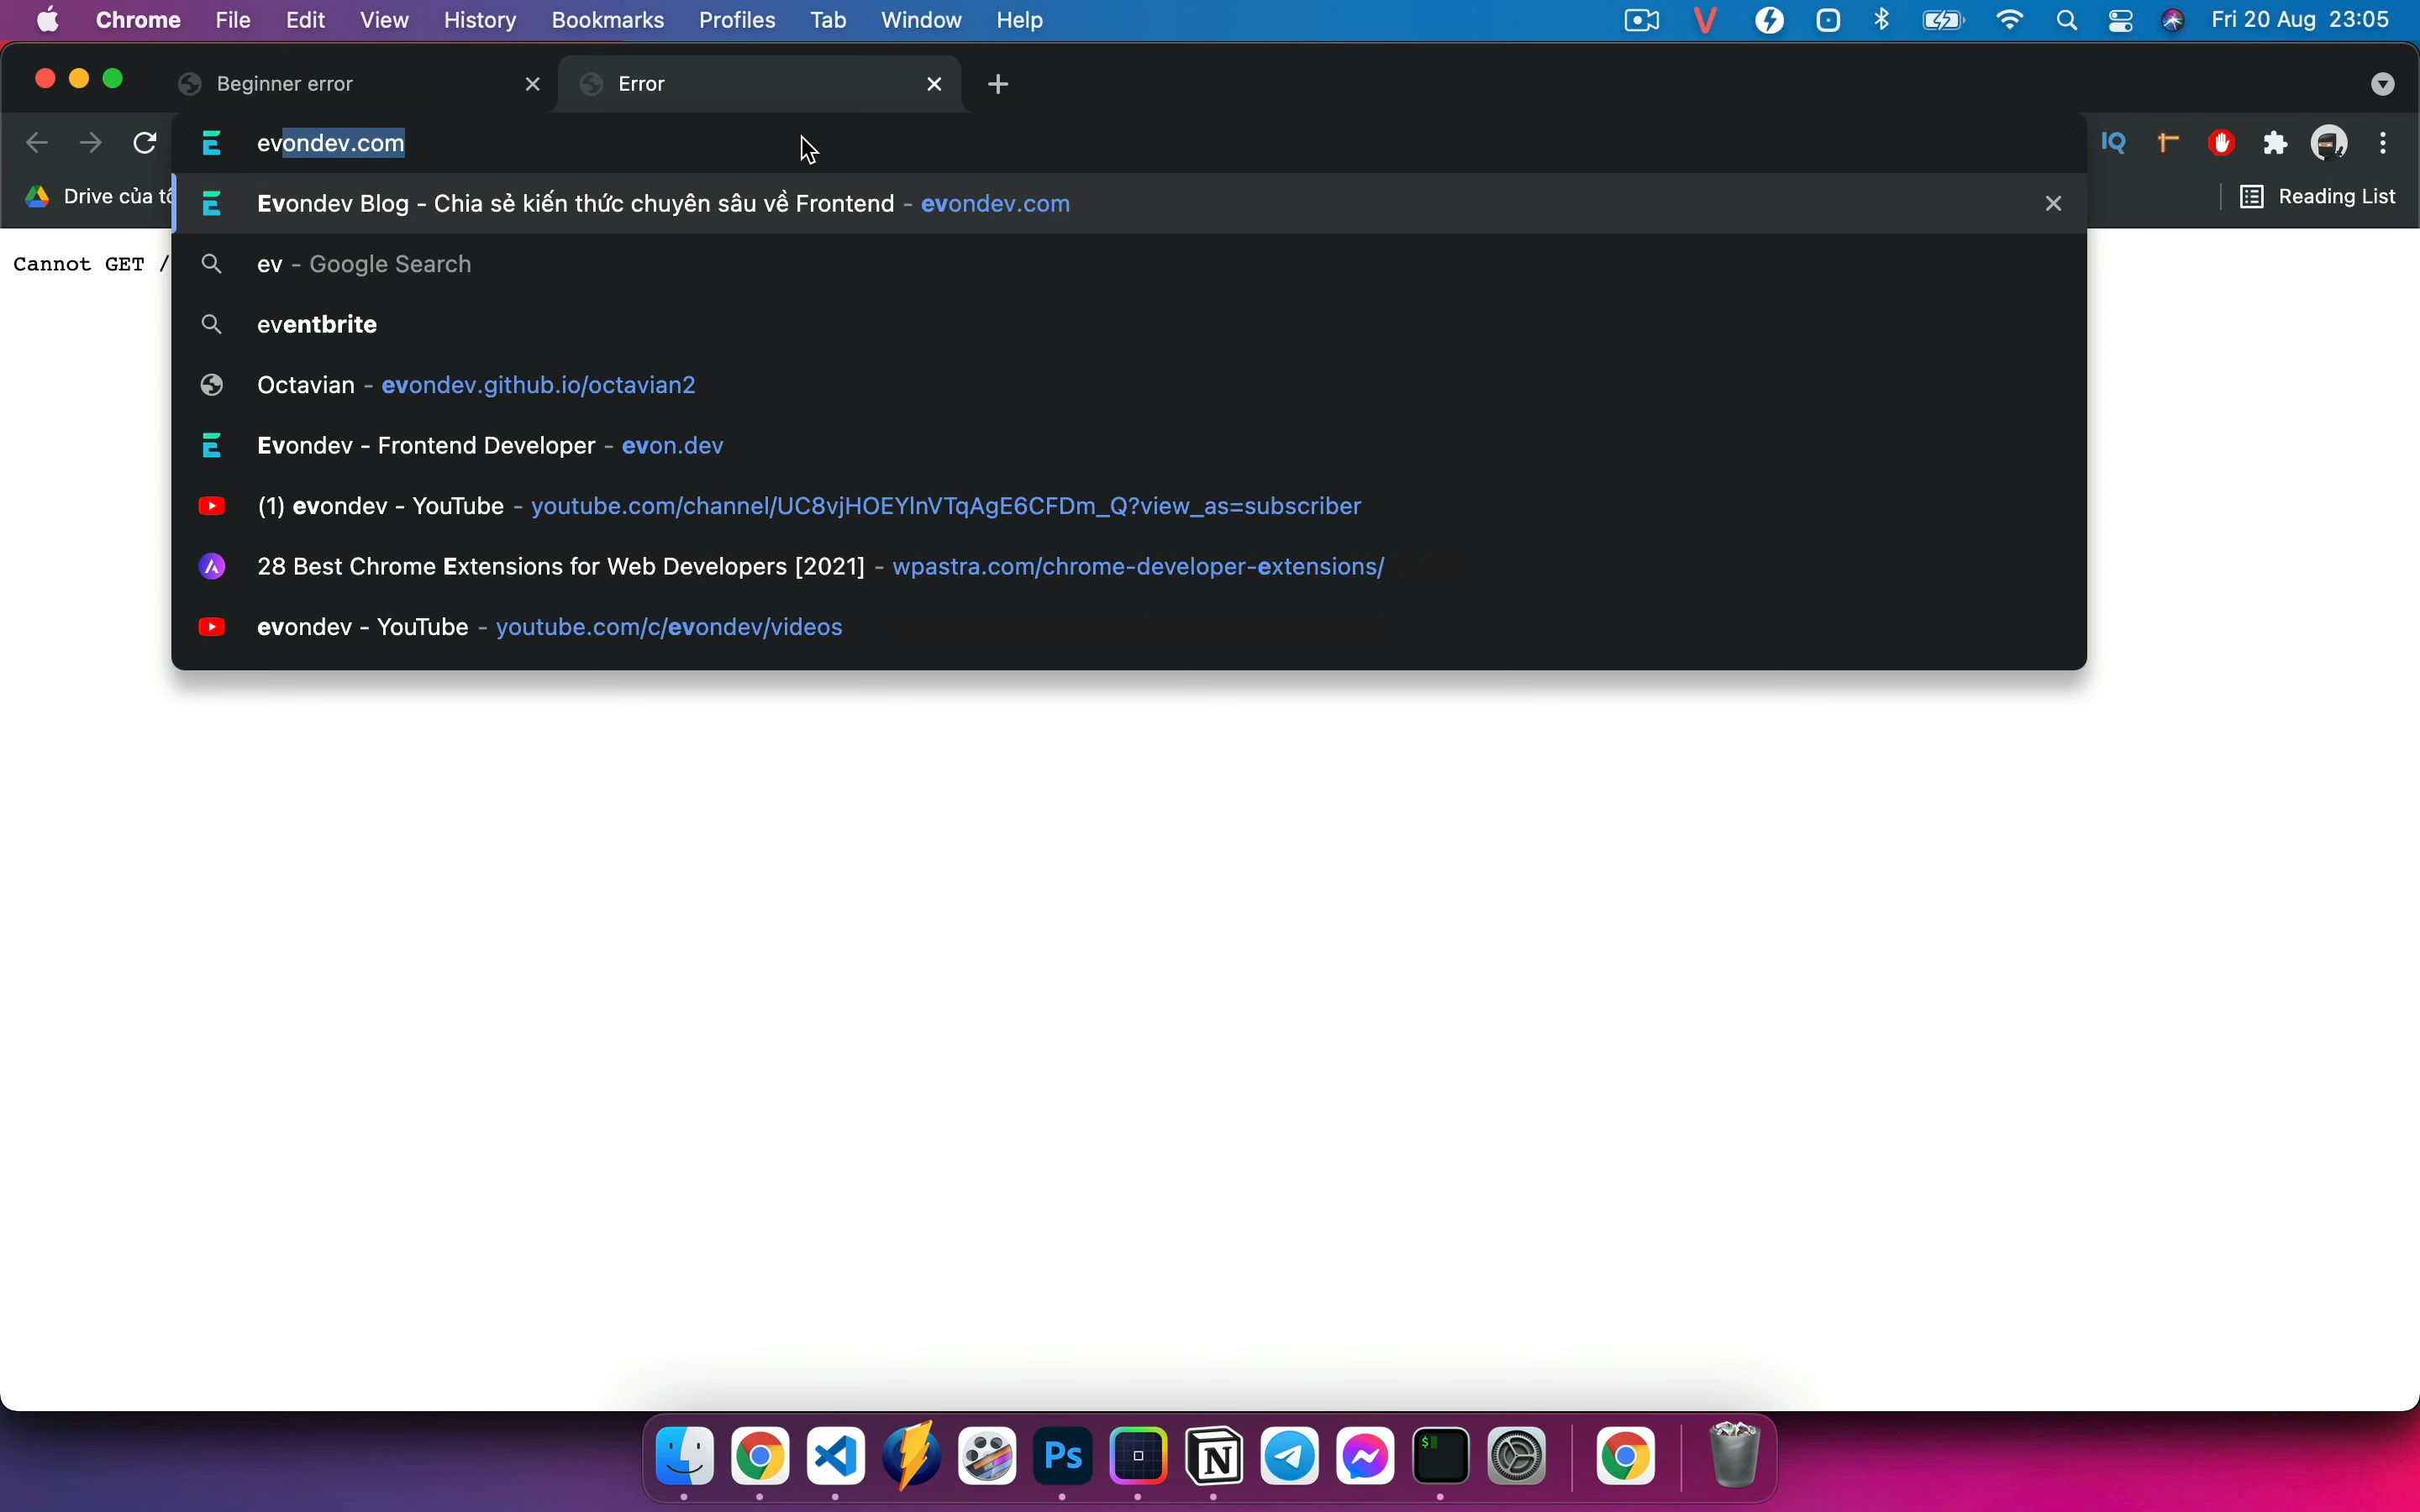 Chrome File Edit View History Bookmarks Profiles Tab Window Help Fri 20 Aug 23:05
Beginner error Error
evondev.com
IQ
Drive của tô
Reading List
Evondev Blog - Chia sẻ kiến thức chuyên sâu về Frontend - evondev.com
Cannot GET /
ev - Google Search
eventbrite
Octavian - evondev.github.io/octavian2
Evondev - Frontend Developer - evon.dev
(1) evondev - YouTube - youtube.com/channel/UC8vjHOEYlnVTqAgE6CFDm_Q?view_as=subscriber
28 Best Chrome Extensions for Web Developers [2021] - wpastra.com/chrome-developer-extensions/
evondev - YouTube - youtube.com/c/evondev/videos
Ps
$